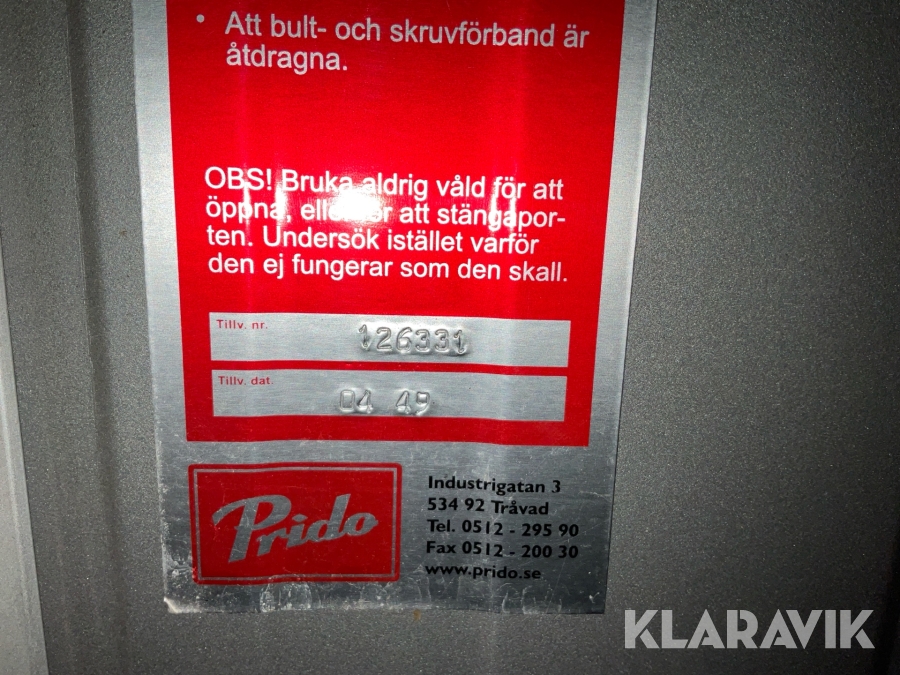 • Att bult- och skruvförband är
åtdragna.
OBS! Bruka aldrig våld för att
öppna, eller för att stängaporten
ten. Undersök istället varför
den ej fungerar som den skall.
Tillv. nr.
126331
Tillv. dat.
04 49
Prido
Industrigatan 3
534 92 Tråvad
Tel. 0512 - 295 90
Fax 0512 - 200 30
www.prido.se
KLARAVIK